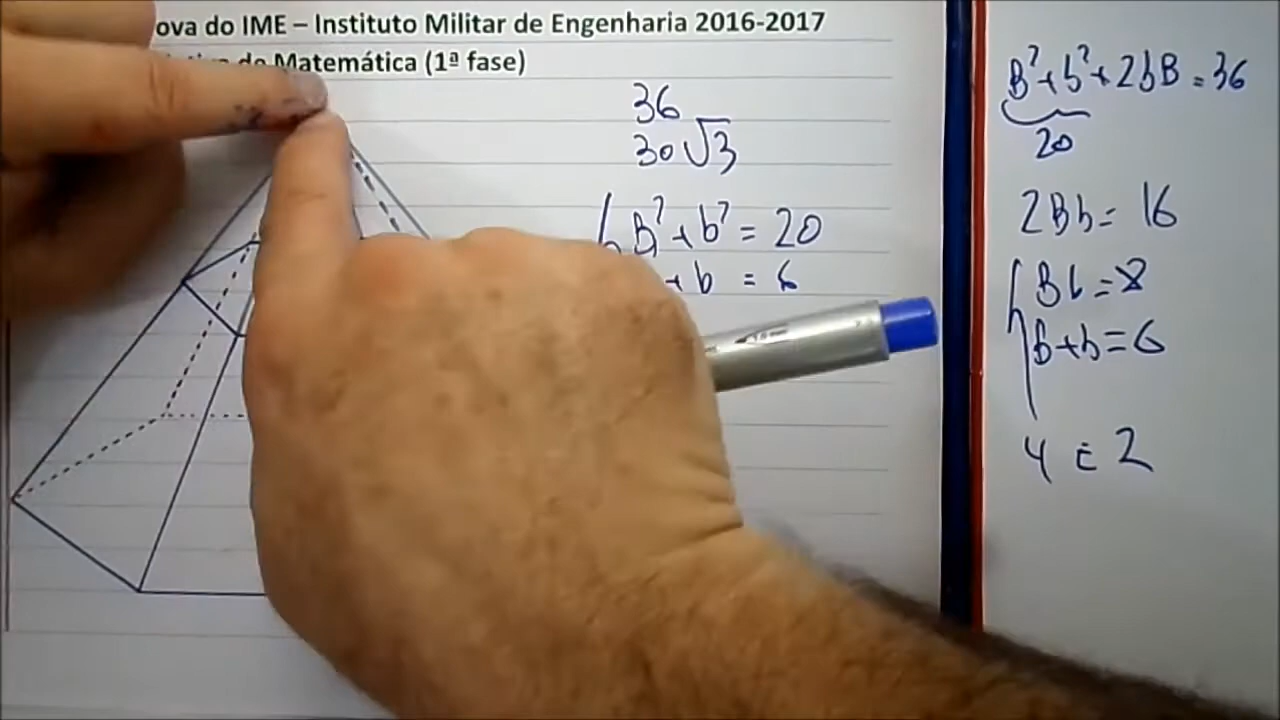 ova do IME – Instituto Militar de Engenharia 2016-2017
de Matemática (1ª fase)
36
30√3
B² + b² = 20
+ b = 6
B² + b² + 2bB = 36
20
2Bb = 16
Bb = 8
B + b = 6
4 e 2